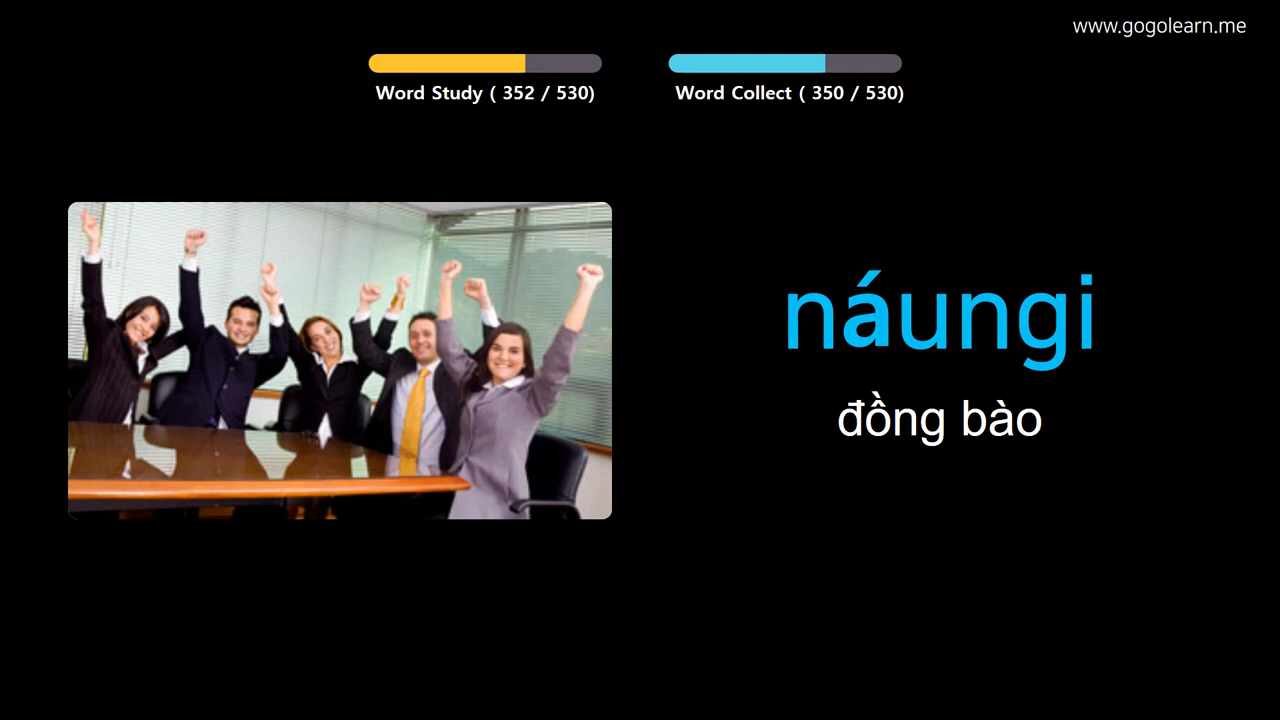 www.gogolearn.me
Word Study ( 352 / 530)
Word Collect ( 350 / 530)
náungi
đồng bào